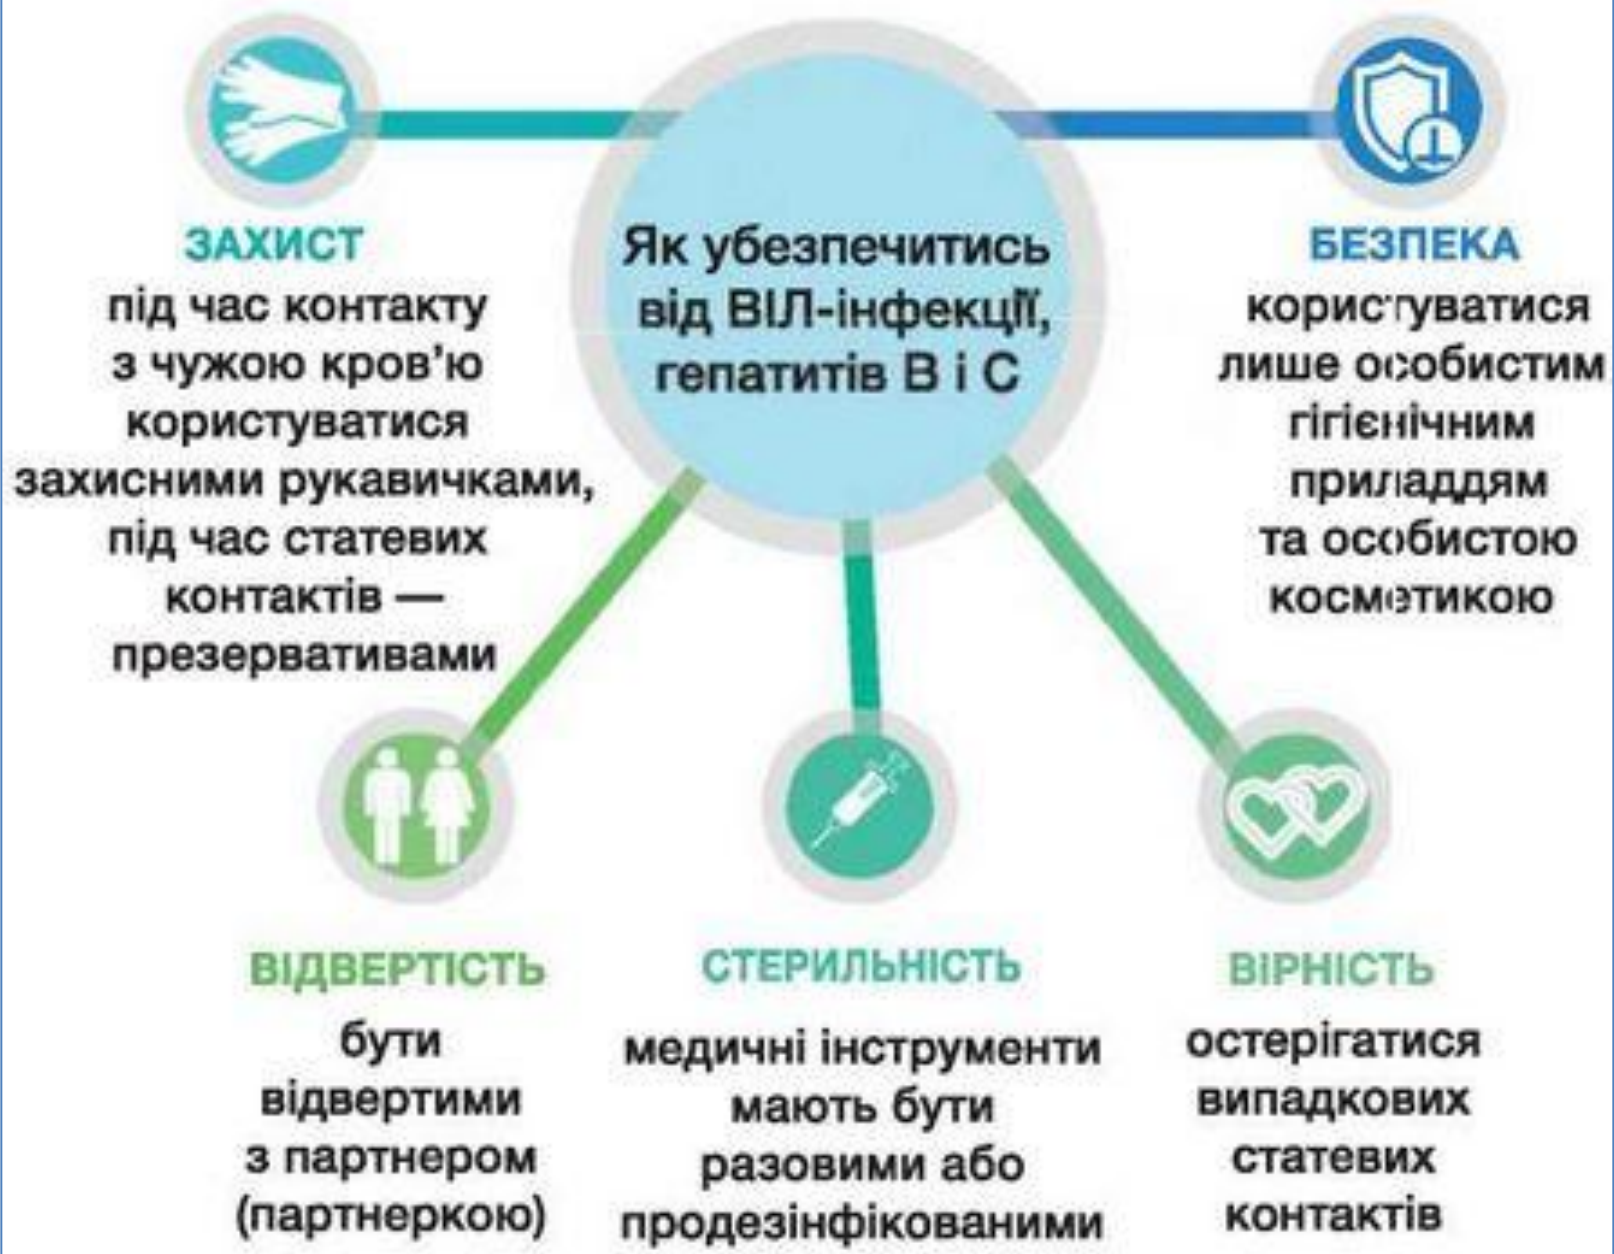 Як убезпечитись
від ВІЛ-інфекції,
гепатитів В і С
ЗАХИСТ
під час контакту
з чужою кров’ю
користуватися
захисними рукавичками,
під час статевих
контактів —
презервативами
БЕЗПЕКА
користуватися
лише особистим
гігієнічним
приладдям
та особистою
косметикою
ВІДВЕРТІСТЬ
бути
відвертими
з партнером
(партнеркою)
СТЕРИЛЬНІСТЬ
медичні інструменти
мають бути
разовими або
продезінфікованими
ВІРНІСТЬ
остерігатися
випадкових
статевих
контактів